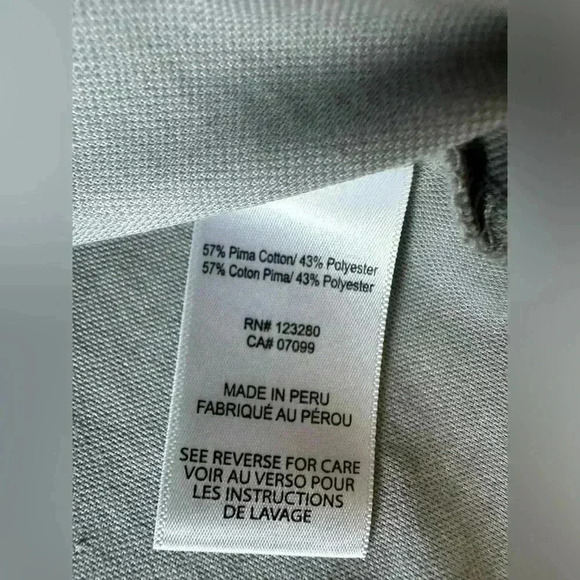 57% Pima Cotton/ 43% Polyester
57% Coton Pima/ 43% Polyester
RN# 123280
CA# 07099
MADE IN PERU
FABRIQUÉ AU PÉROU
SEE REVERSE FOR CARE
VOIR AU VERSO POUR
LES INSTRUCTIONS
DE LAVAGE